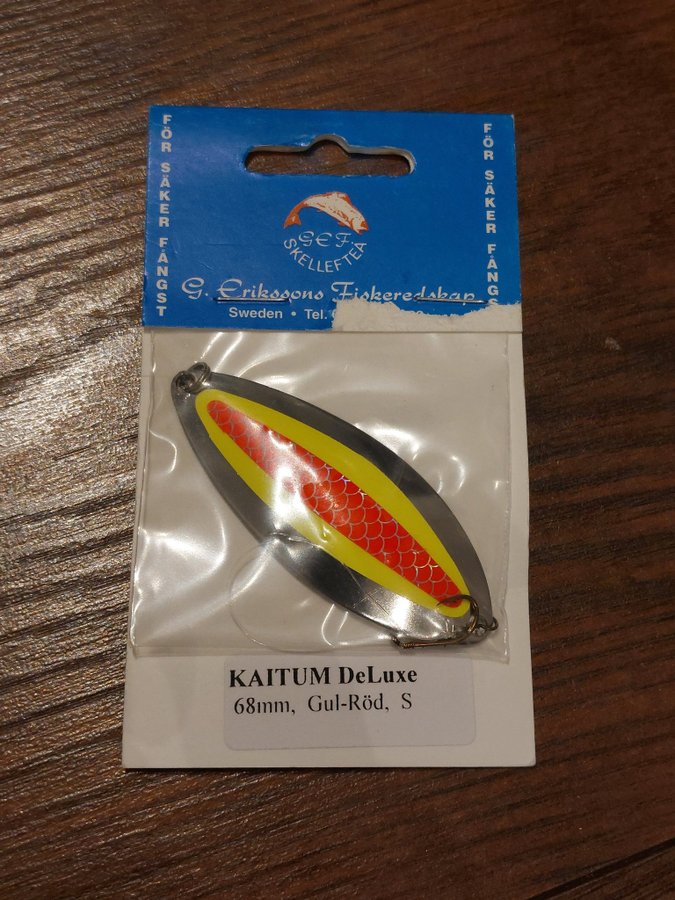 FÖR SÄKER FÅNGST
FÖR SÄKER FÅNGS
GEF
SKELLEFTEÅ
G. Erikssons Fiskeredskap
Sweden • Tel.
KAITUM DeLuxe
68mm, Gul-Röd, S